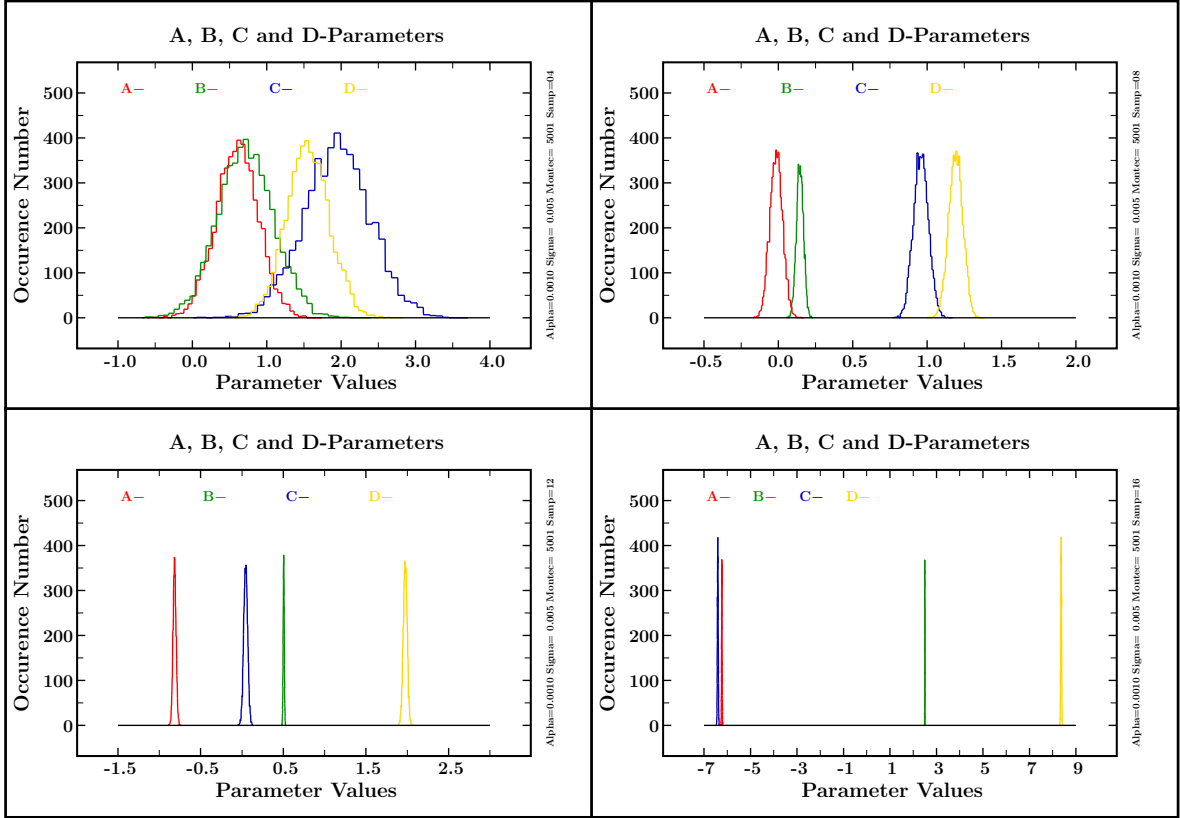 A, B, C and D-Parameters
A− B− C− D−
Occurence Number
500
400
300
200
100
0
-1.0 0.0 1.0 2.0 3.0 4.0
Parameter Values
Alpha=0.0010 Sigma= 0.005 Montec= 5001 Samp=04
A, B, C and D-Parameters
A− B− C− D−
Occurence Number
500
400
300
200
100
0
-0.5 0.0 0.5 1.0 1.5 2.0
Parameter Values
Alpha=0.0010 Sigma= 0.005 Montec= 5001 Samp=08
A, B, C and D-Parameters
A− B− C− D−
Occurence Number
500
400
300
200
100
0
-1.5 -0.5 0.5 1.5 2.5
Parameter Values
Alpha=0.0010 Sigma= 0.005 Montec= 5001 Samp=12
A, B, C and D-Parameters
A− B− C− D−
Occurence Number
500
400
300
200
100
0
-7 -5 -3 -1 1 3 5 7 9
Parameter Values
Alpha=0.0010 Sigma= 0.005 Montec= 5001 Samp=16